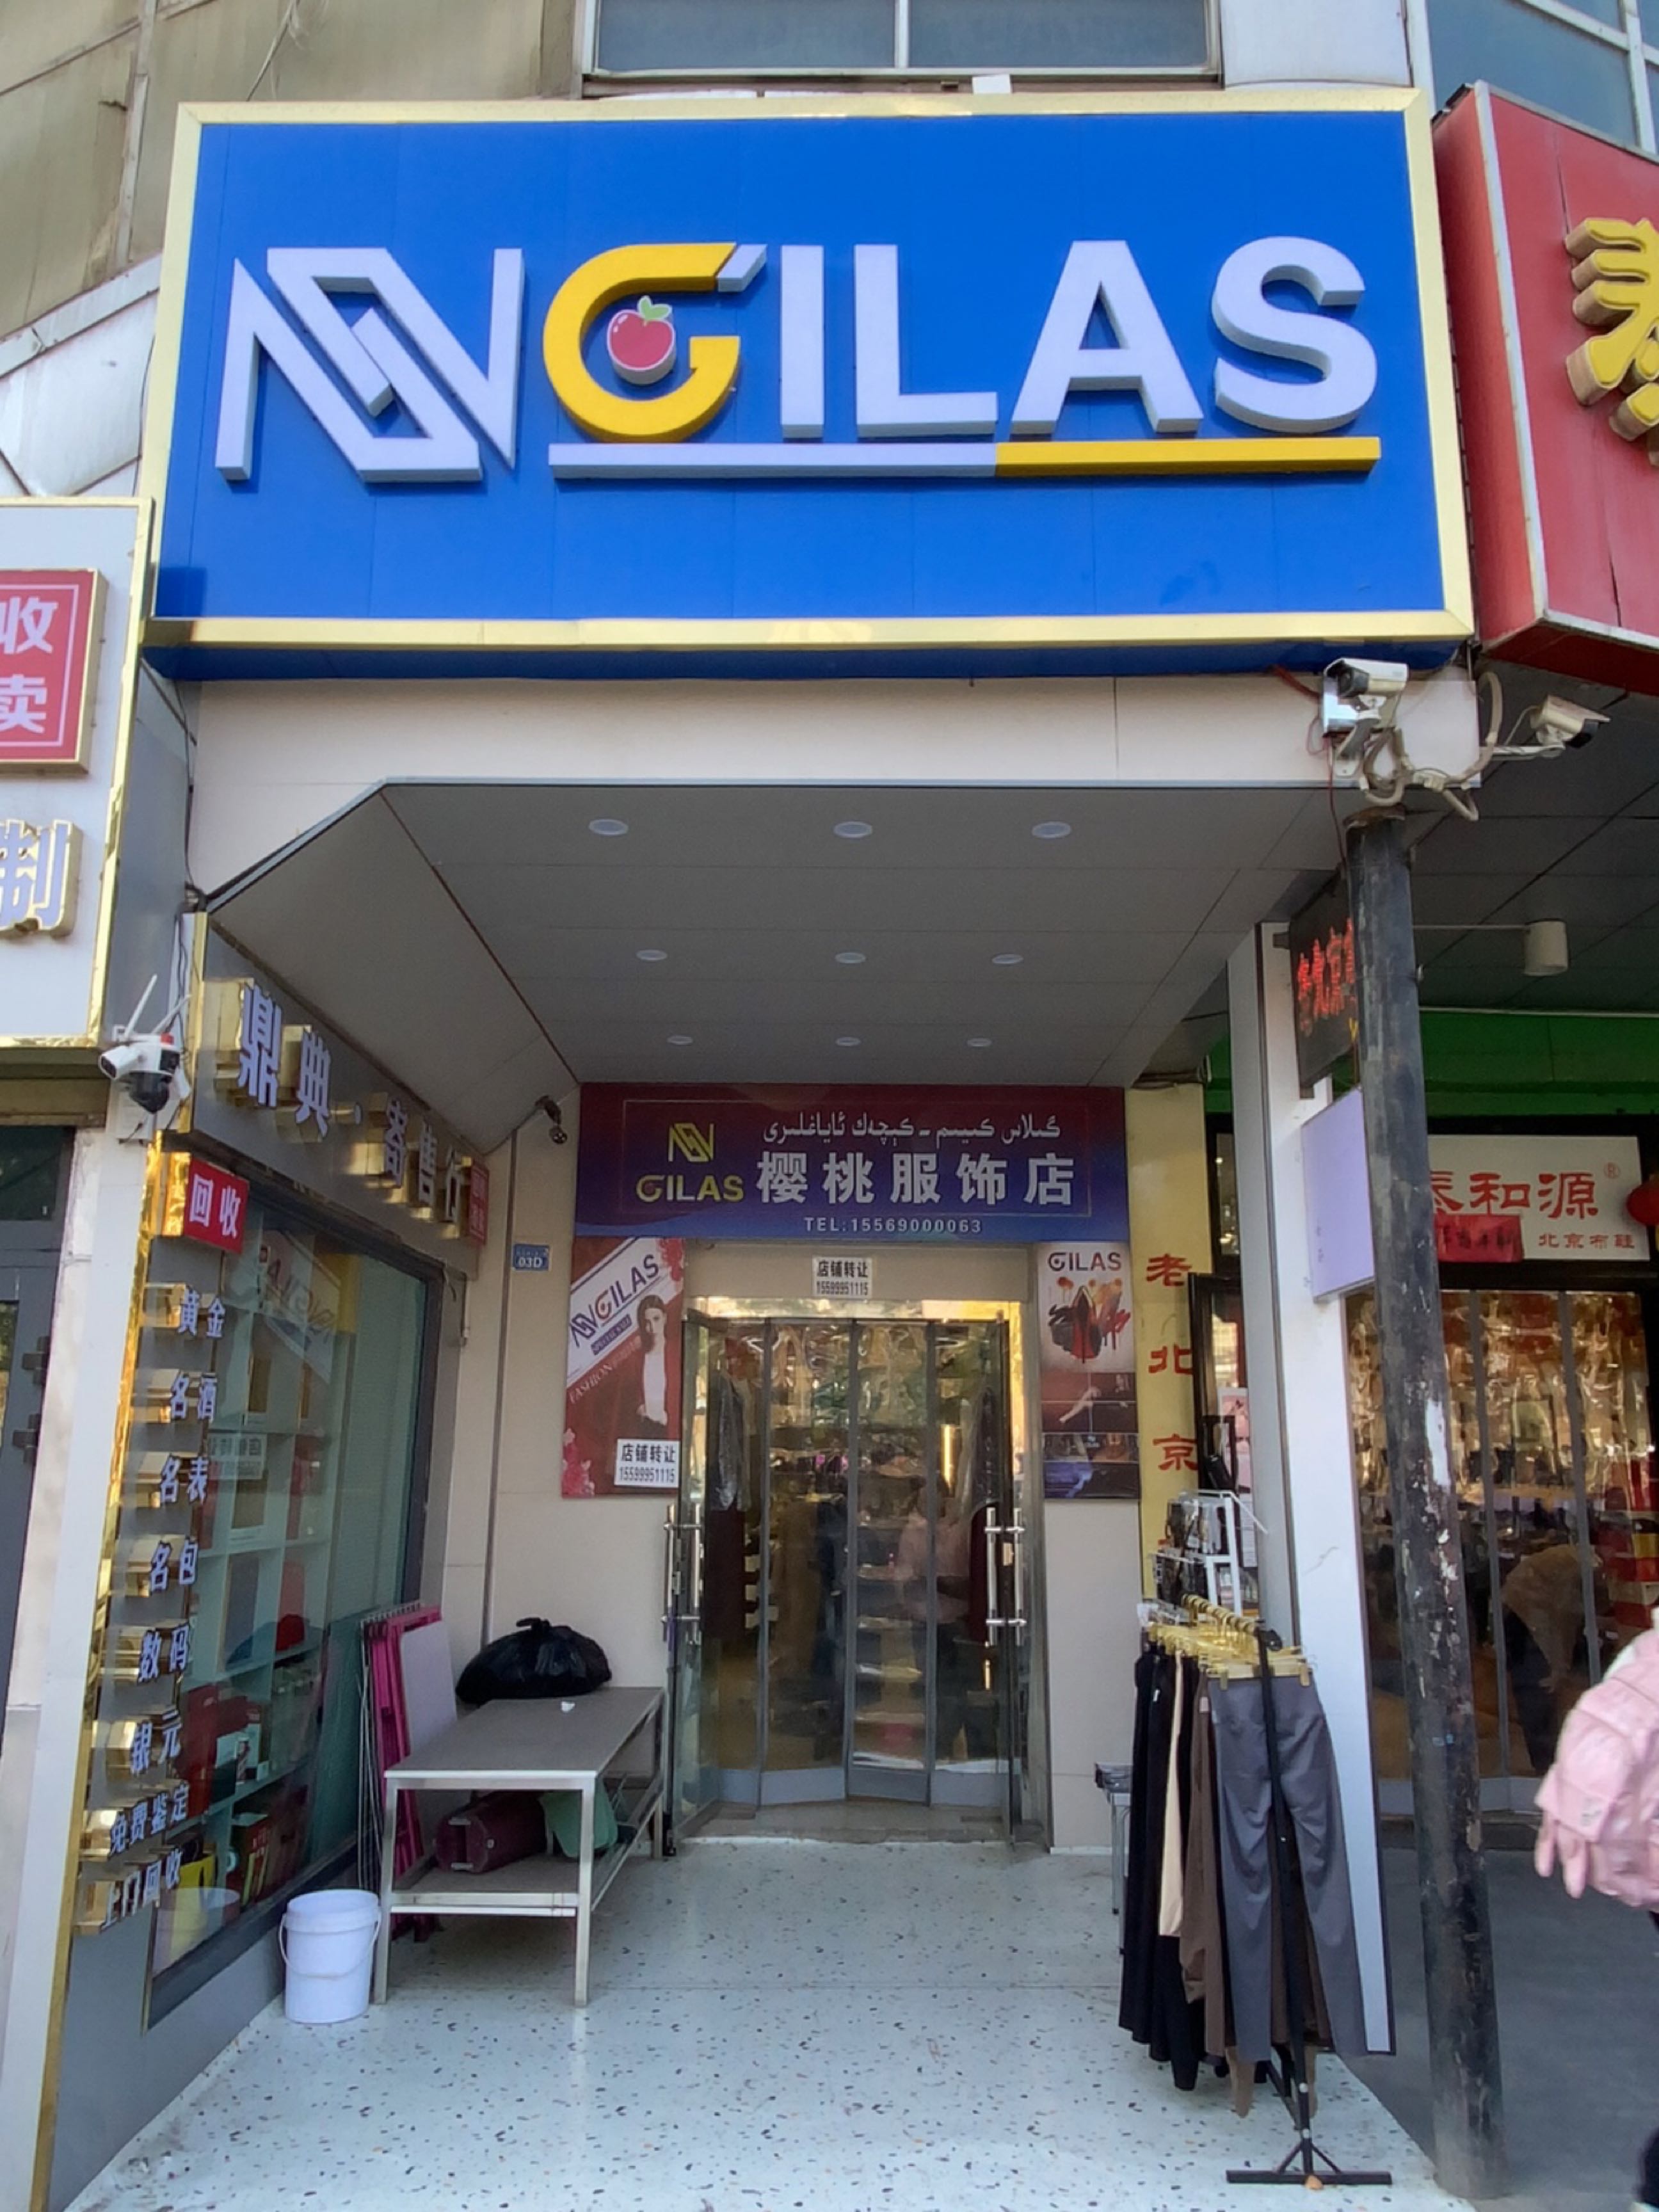 GILAS
收
卖
制
鼎典·寄售行
回收
黄金
名酒
名表
名包
数码
银元
免费鉴定
上门回收
گىلاس كىيىم - كېچەك ئاياغلىرى
GILAS 樱桃服饰店
TEL:15569000063
03D
店铺转让
15599951115
GILAS
FASHION
店铺转让
15599951115
GILAS
老
北
京
泰和源®
北京布鞋